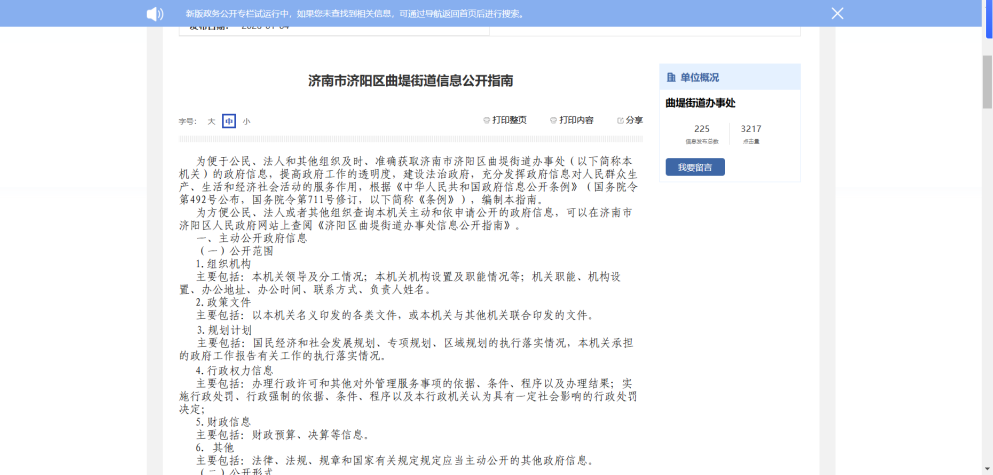 新版政务公开专栏试运行中，如果您未查找到相关信息，可通过导航返回首页后进行搜索。
济南市济阳区曲堤街道信息公开指南
字号： 大 中 小
打印整页 打印内容 分享
为便于公民、法人和其他组织及时、准确获取济南市济阳区曲堤街道办事处（以下简称本
机关）的政府信息，提高政府工作的透明度，建设法治政府，充分发挥政府信息对人民群众生
产、生活和经济社会活动的服务作用，根据《中华人民共和国政府信息公开条例》（国务院令
第492号公布，国务院令第711号修订，以下简称《条例》），编制本指南。
为方便公民、法人或者其他组织查询本机关主动和依申请公开的政府信息，可以在济南市
济阳区人民政府网站上查阅《济阳区曲堤街道办事处信息公开指南》。
一、主动公开政府信息
（一）公开范围
1.组织机构
主要包括：本机关领导及分工情况；本机关机构设置及职能情况等；机关职能、机构设
置、办公地址、办公时间、联系方式、负责人姓名。
2.政策文件
主要包括：以本机关名义印发的各类文件，或本机关与其他机关联合印发的文件。
3.规划计划
主要包括：国民经济和社会发展规划、专项规划、区域规划的执行落实情况，本机关承担
的政府工作报告有关工作的执行落实情况。
4.行政权力信息
主要包括：办理行政许可和其他对外管理服务事项的依据、条件、程序以及办理结果；实
施行政处罚、行政强制的依据、条件、程序以及本行政机关认为具有一定社会影响的行政处罚
决定；
5.财政信息
主要包括：财政预算、决算等信息。
6. 其他
主要包括：法律、法规、规章和国家有关规定规定应当主动公开的其他政府信息。
（二）公开形式
单位概况
曲堤街道办事处
225 3217
信息发布总数 点击量
我要留言